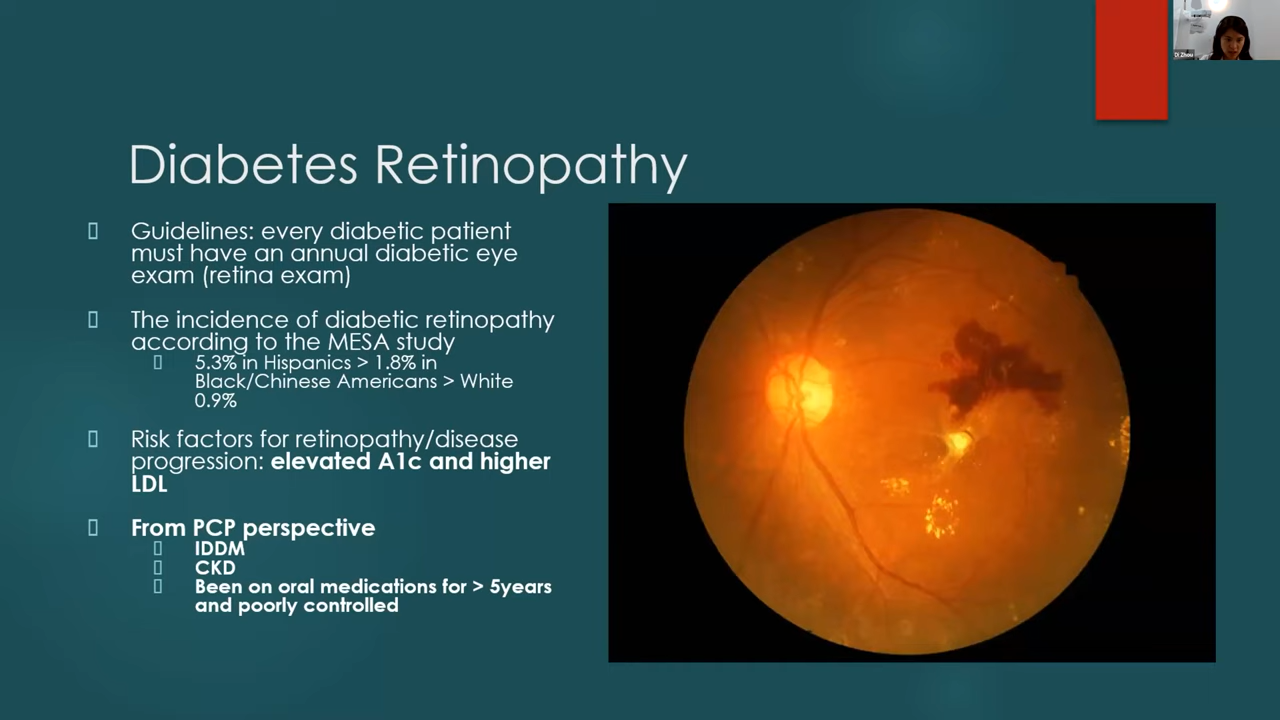 Di Zhou
Diabetes Retinopathy
Guidelines: every diabetic patient
must have an annual diabetic eye
exam (retina exam)
The incidence of diabetic retinopathy
according to the MESA study
5.3% in Hispanics > 1.8% in
Black/Chinese Americans > White
0.9%
Risk factors for retinopathy/disease
progression: elevated A1c and higher
LDL
From PCP perspective
IDDM
CKD
Been on oral medications for > 5years
and poorly controlled